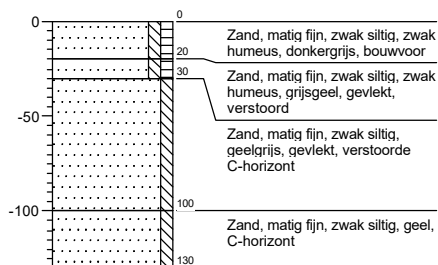 0
0
Zand, matig fijn, zwak siltig, zwak
humeus, donkergrijs, bouwvoor
20
Zand, matig fijn, zwak siltig, zwak
humeus, grijsgeel, gevlekt,
verstoord
30
-50
Zand, matig fijn, zwak siltig,
geelgrijs, gevlekt, verstoorde
C-horizont
100
-100
Zand, matig fijn, zwak siltig, geel,
C-horizont
130